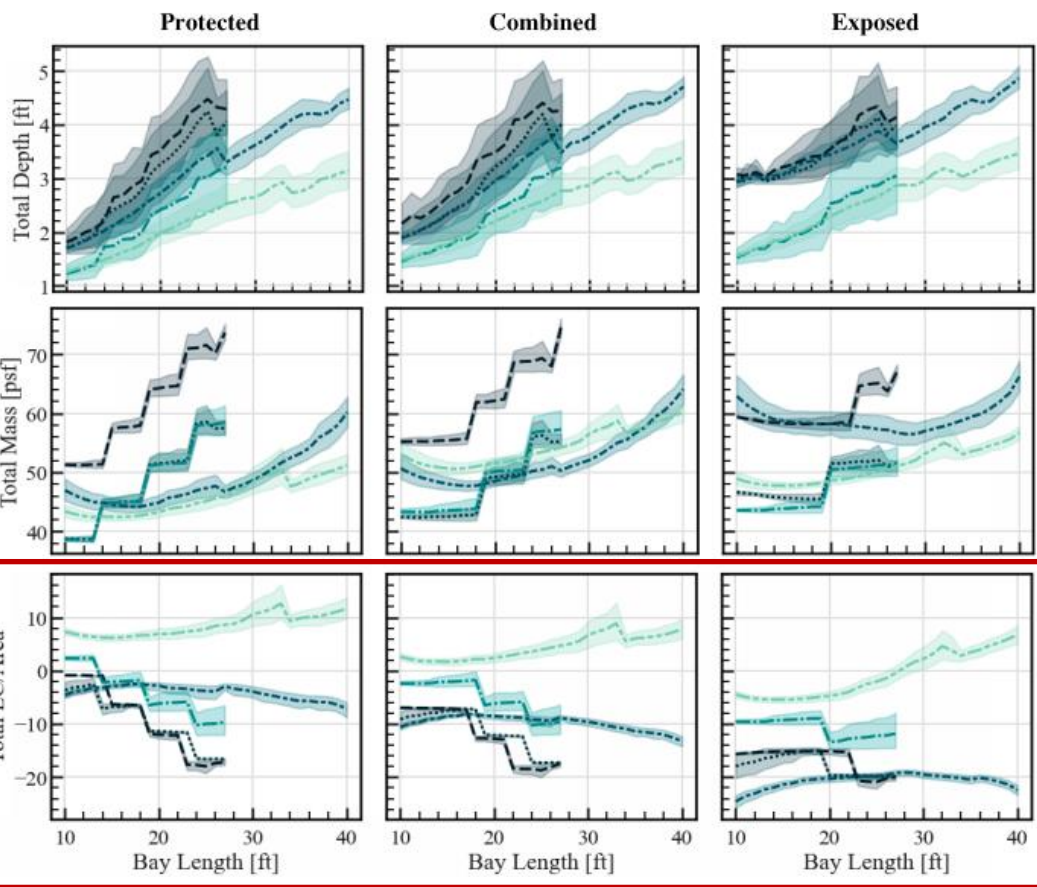 Protected Combined Exposed
Total Depth [ft]
5
4
3
2
1
Total Mass [psf]
70
60
50
40
10
0
−10
−20
10 20 30 40 10 20 30 40 10 20 30 40
Bay Length [ft] Bay Length [ft] Bay Length [ft]